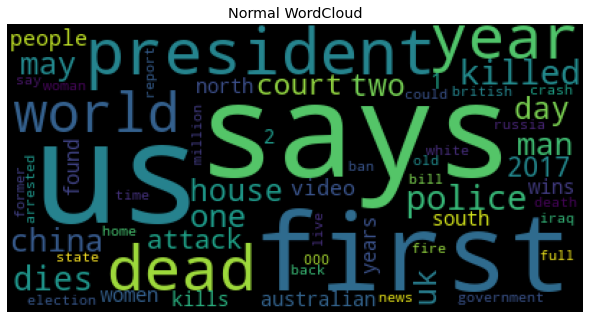 Normal WordCloud
people
president
year
may
report
killed
say
woman
north
court
two
1
could
british
crash
world
says
day
million
2
russia
us
white
man
found
ban
old
2017
former
arrested
time
house
video
bill
wins
police
death
one
live
south
iraq
china
home
attack
first
years
fire
state
dead
000
back
full
dies
women
kills
australian
news
uk
election
government